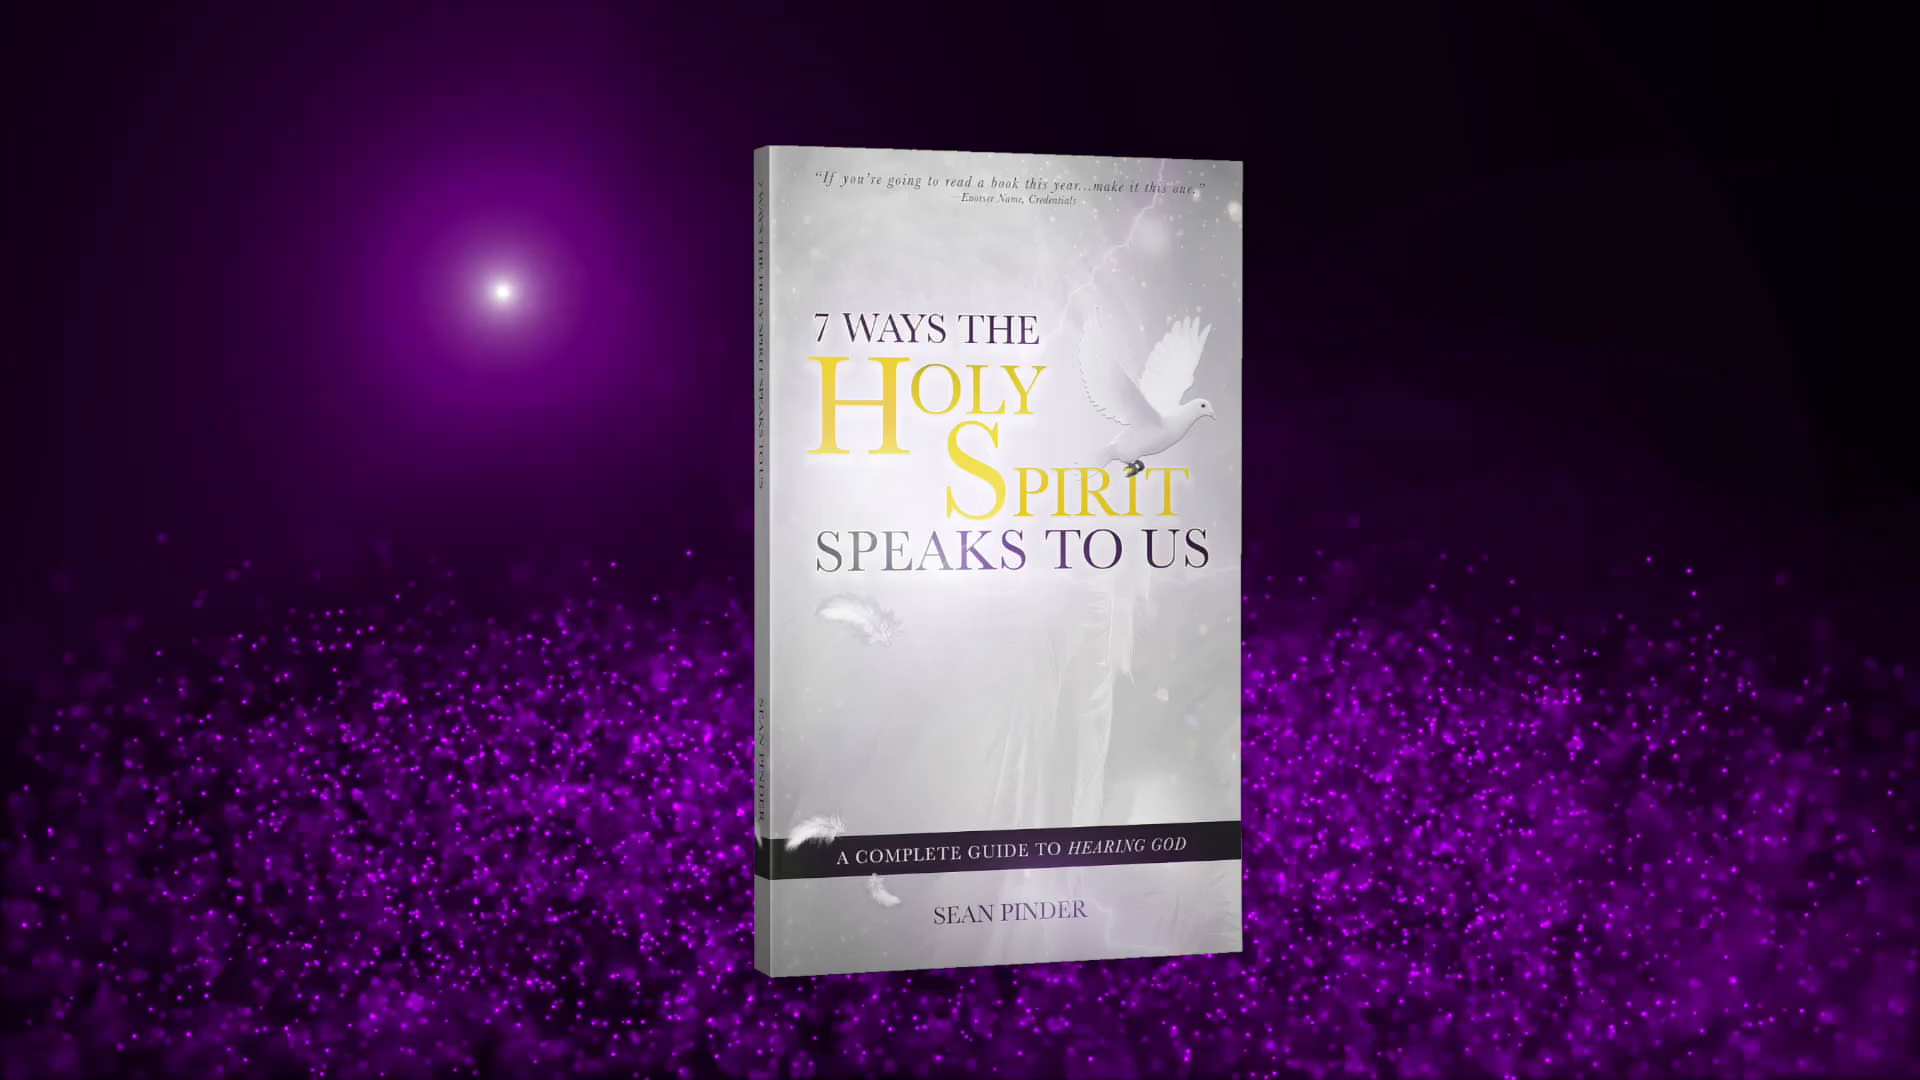 “If you're going to read a book this year...make it this one.”
—Enorser Name, Credentials
7 WAYS THE
HOLY
SPIRIT
SPEAKS TO US
A COMPLETE GUIDE TO HEARING GOD
SEAN PINDER
7 WAYS THE HOLY SPIRIT SPEAKS TO US
SEAN PINDER